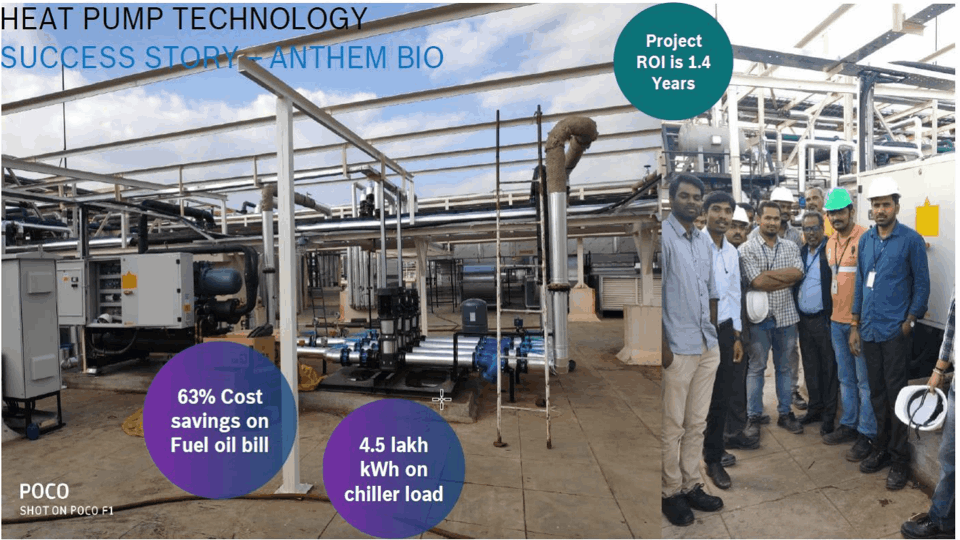 HEAT PUMP TECHNOLOGY
SUCCESS STORY – ANTHEM BIO
Project
ROI is 1.4
Years
63% Cost
savings on
Fuel oil bill
4.5 lakh
kWh on
chiller load
POCO
SHOT ON POCO F1